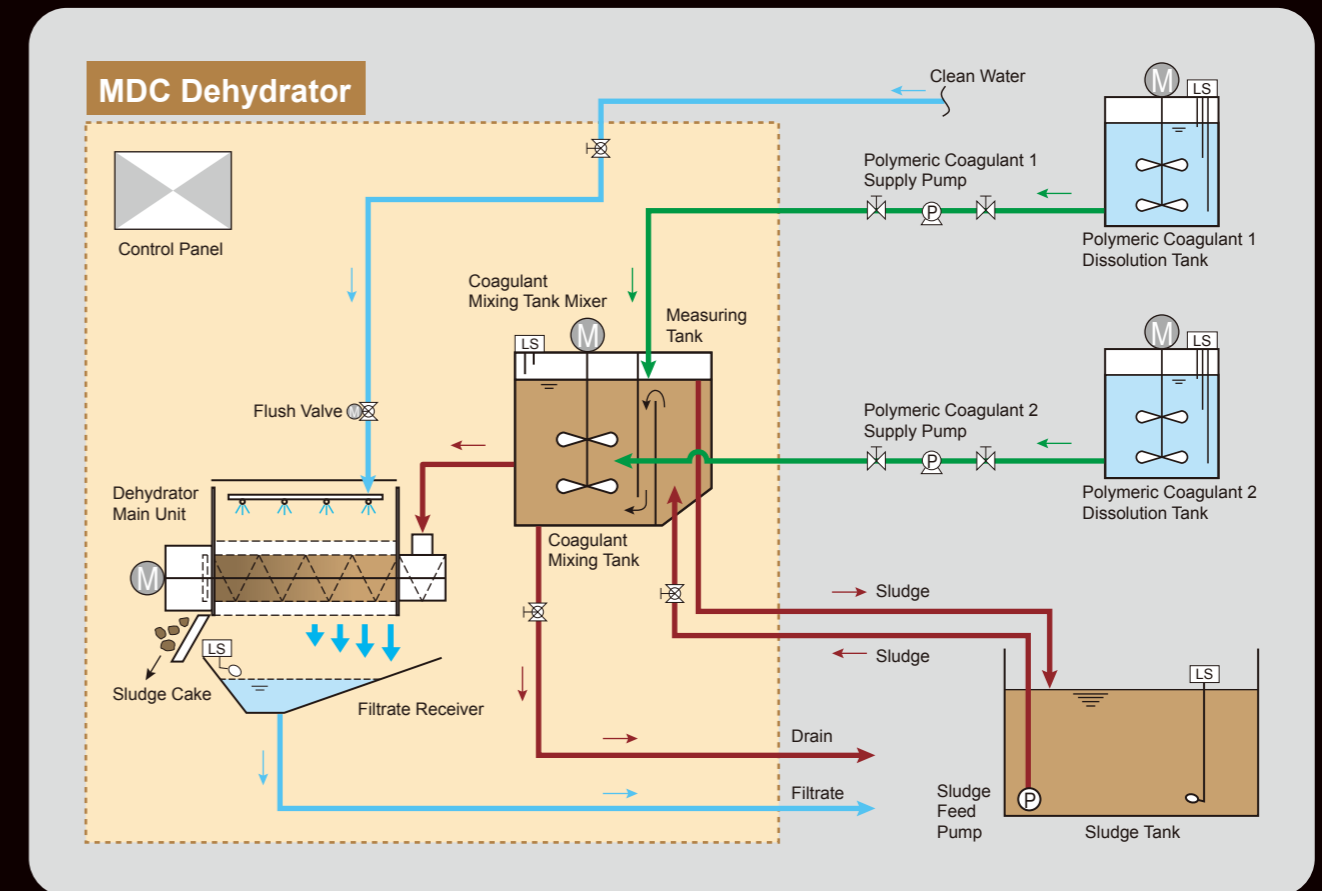 MDC Dehydrator
Clean Water
M
LS
Polymeric Coagulant 1
Supply Pump
P
Polymeric Coagulant 1
Dissolution Tank
Control Panel
Coagulant
Mixing Tank Mixer
LS
M
Measuring
Tank
M
LS
Flush Valve
M
Polymeric Coagulant 2
Supply Pump
P
Polymeric Coagulant 2
Dissolution Tank
Dehydrator
Main Unit
M
Coagulant
Mixing Tank
Sludge
Sludge
LS
LS
Sludge Cake
Filtrate Receiver
Drain
Filtrate
Sludge
Feed
Pump
P
Sludge Tank